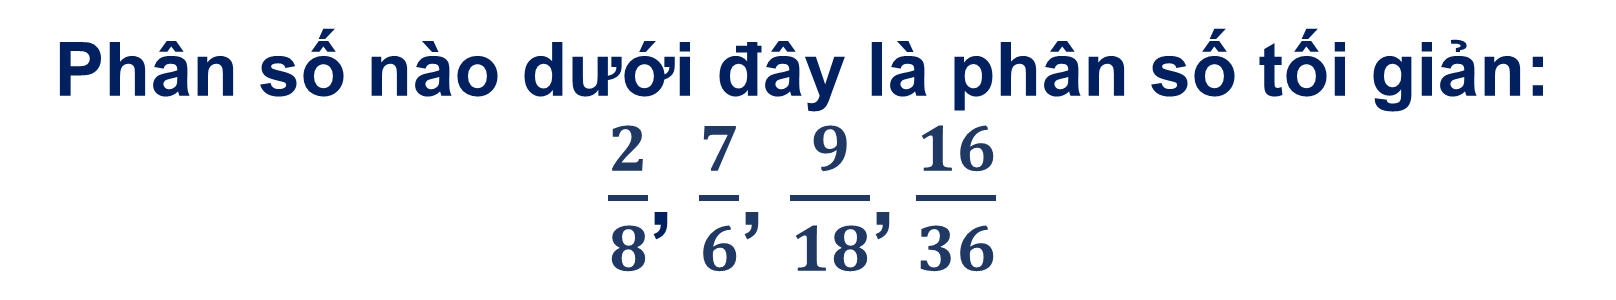 Phân số nào dưới đây là phân số tối giản:
2/8, 7/6, 9/18, 16/36